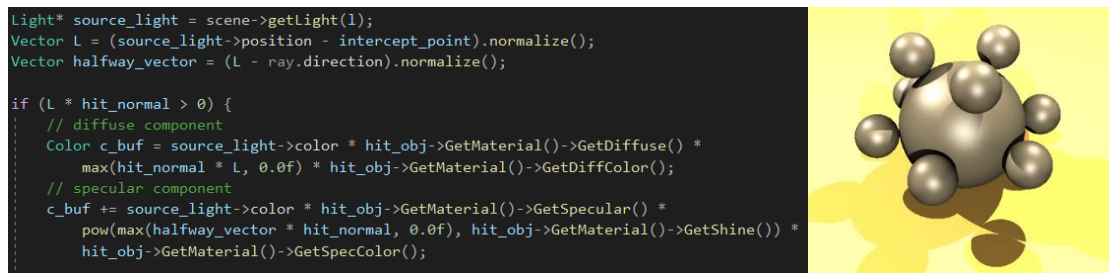 Light* source_light = scene->getLight(l);
Vector L = (source_light->position - intercept_point).normalize();
Vector halfway_vector = (L - ray.direction).normalize();
if (L * hit_normal > 0) {
// diffuse component
Color c_buf = source_light->color * hit_obj->GetMaterial()->GetDiffuse() *
max(hit_normal * L, 0.0f) * hit_obj->GetMaterial()->GetDiffColor();
// specular component
c_buf += source_light->color * hit_obj->GetMaterial()->GetSpecular() *
pow(max(halfway_vector * hit_normal, 0.0f), hit_obj->GetMaterial()->GetShine()) *
hit_obj->GetMaterial()->GetSpecColor();